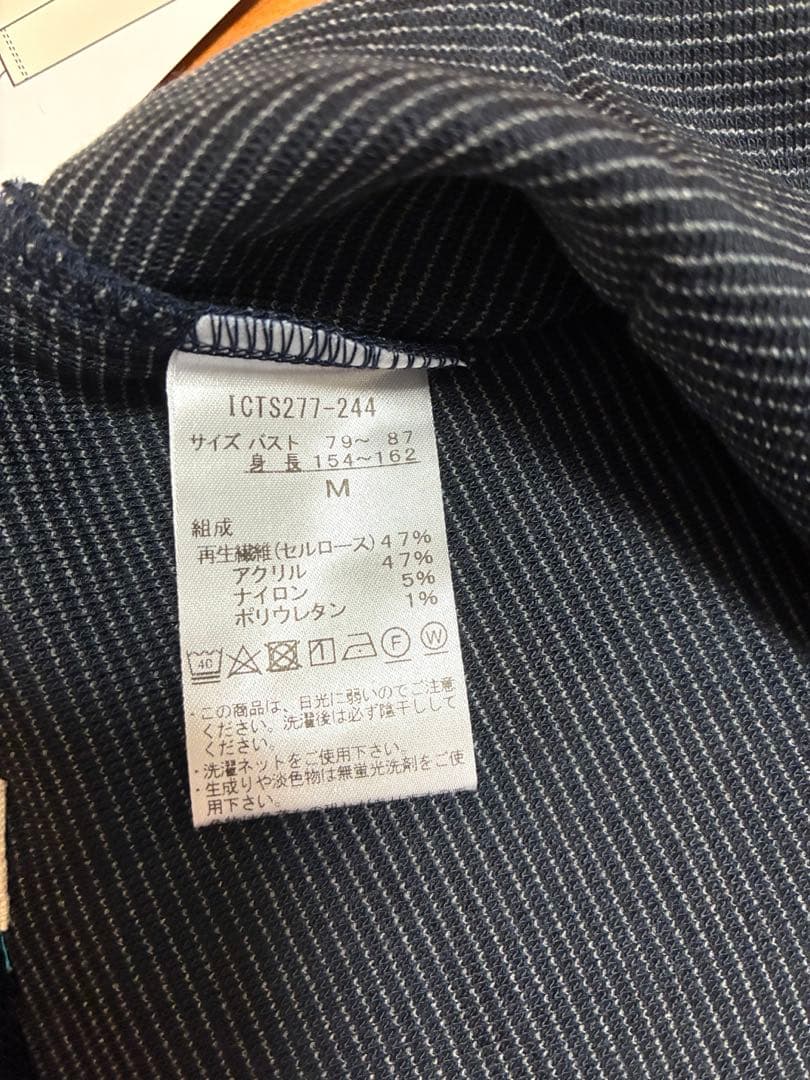 ICTS277-244
サイズ バスト 79～ 87
身 長 154～162
M
組成
再生繊維(セルロース) 47%
アクリル 47%
ナイロン 5%
ポリウレタン 1%
40 F W
・この商品は、日光に弱いのでご注意
ください。洗濯後は必ず陰干しして
ください。
・洗濯ネットをご使用下さい。
・生成りや淡色物は無蛍光洗剤をご使
用下さい。